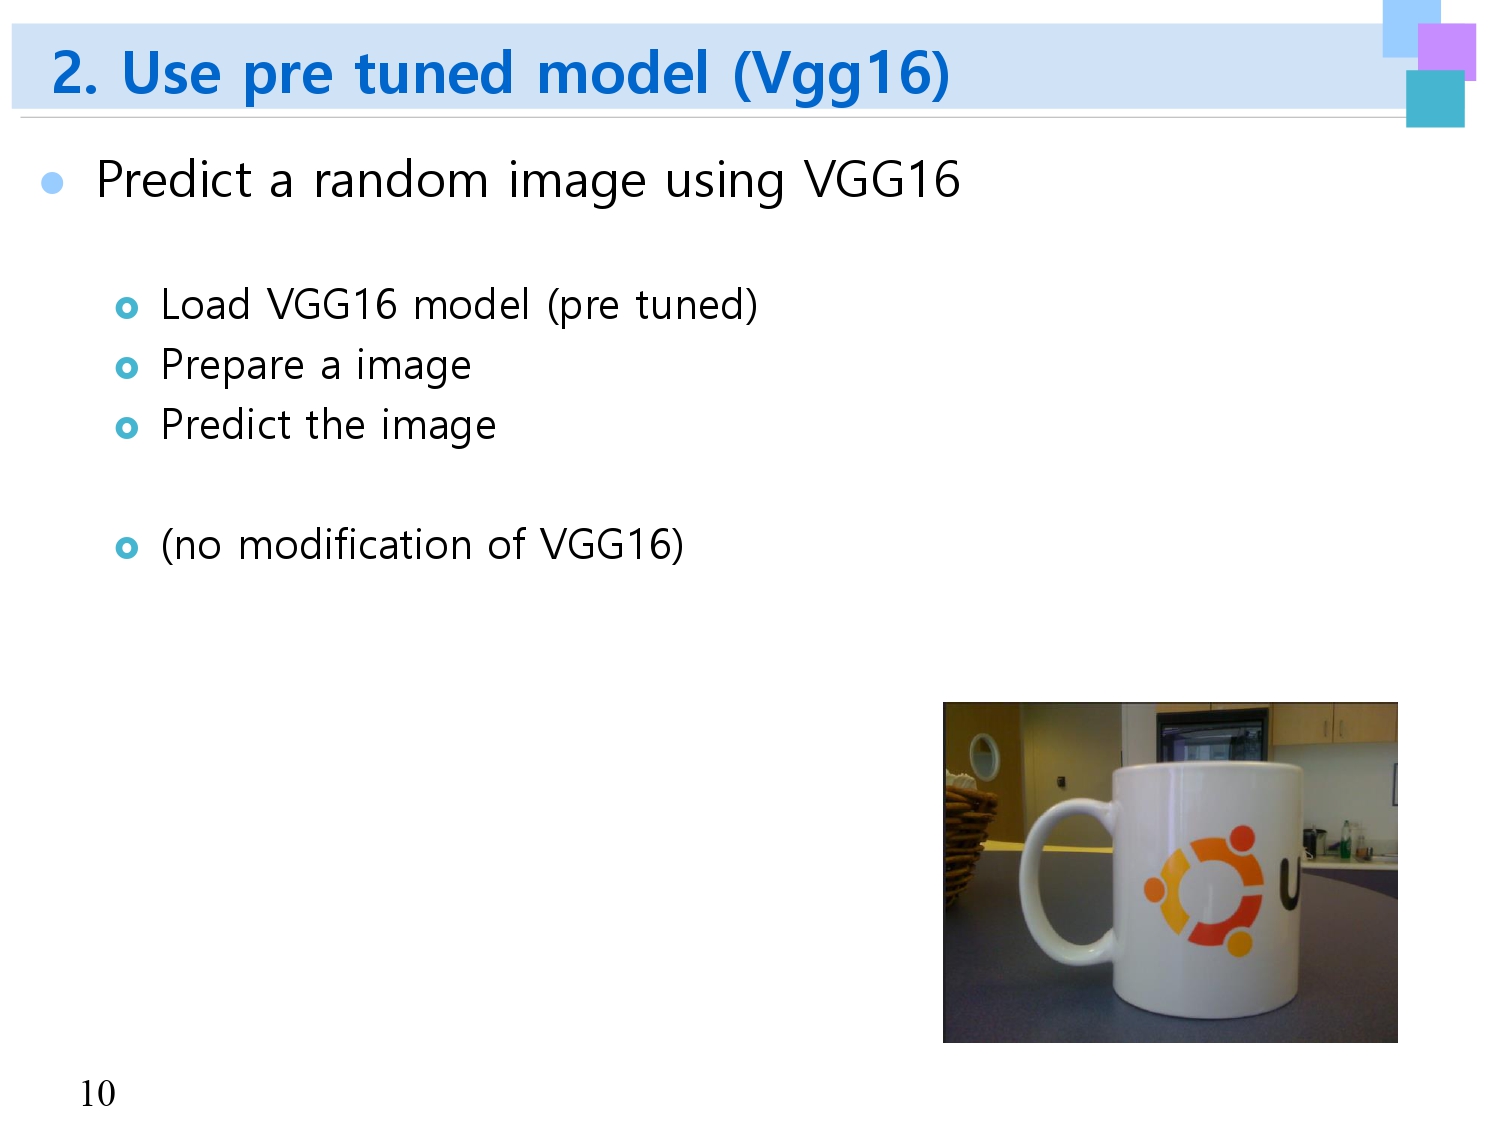 2. Use pre tuned model (Vgg16)
Predict a random image using VGG16
Load VGG16 model (pre tuned)
Prepare a image
Predict the image
(no modification of VGG16)
U
10